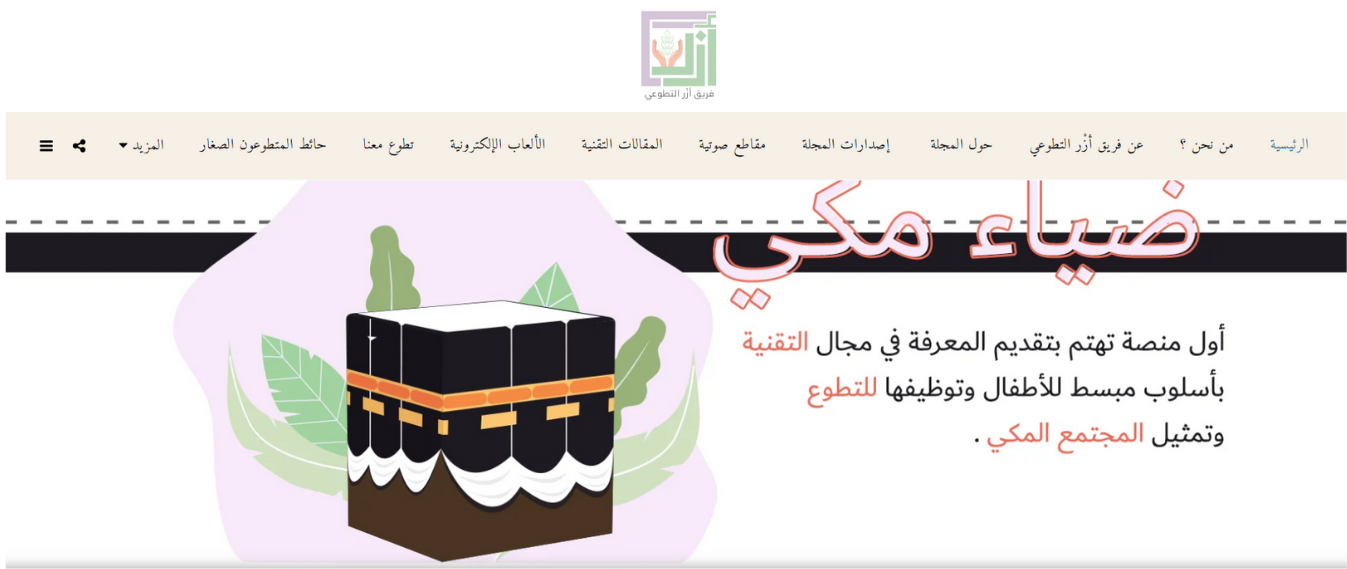 أزر
فريق أزر التطوعي
الرئيسية
من نحن ؟
عن فريق أزْر التطوعي
حول المجلة
إصدارات المجلة
مقاطع صوتية
المقالات التقنية
الألعاب الإلكترونية
تطوع معنا
حائط المتطوعون الصغار
المزيد
ضياء مكي
أول منصة تهتم بتقديم المعرفة في مجال التقنية
بأسلوب مبسط للأطفال وتوظيفها للتطوع
وتمثيل المجتمع المكي .